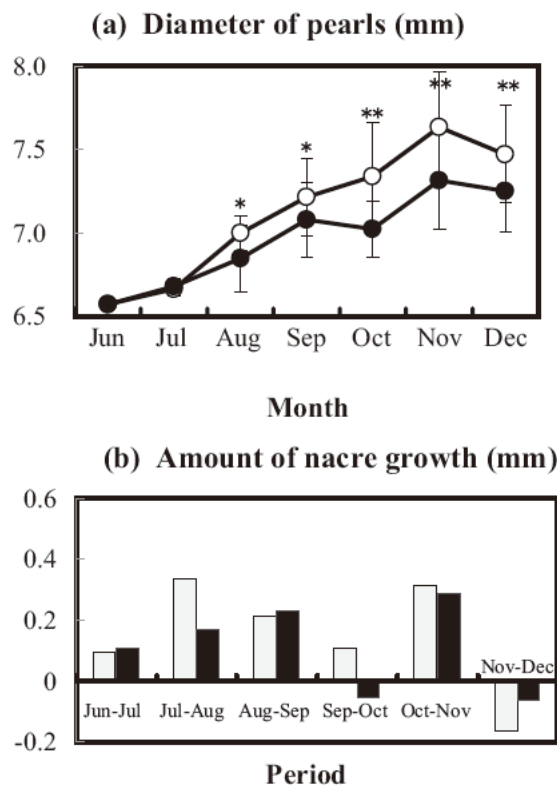 (a) Diameter of pearls (mm)
8.0
7.5
7.0
6.5
* * ** ** **
Jun Jul Aug Sep Oct Nov Dec
Month
(b) Amount of nacre growth (mm)
0.6
0.4
0.2
0
-0.2
Nov-Dec
Jun-Jul Jul-Aug Aug-Sep Sep-Oct Oct-Nov
Period